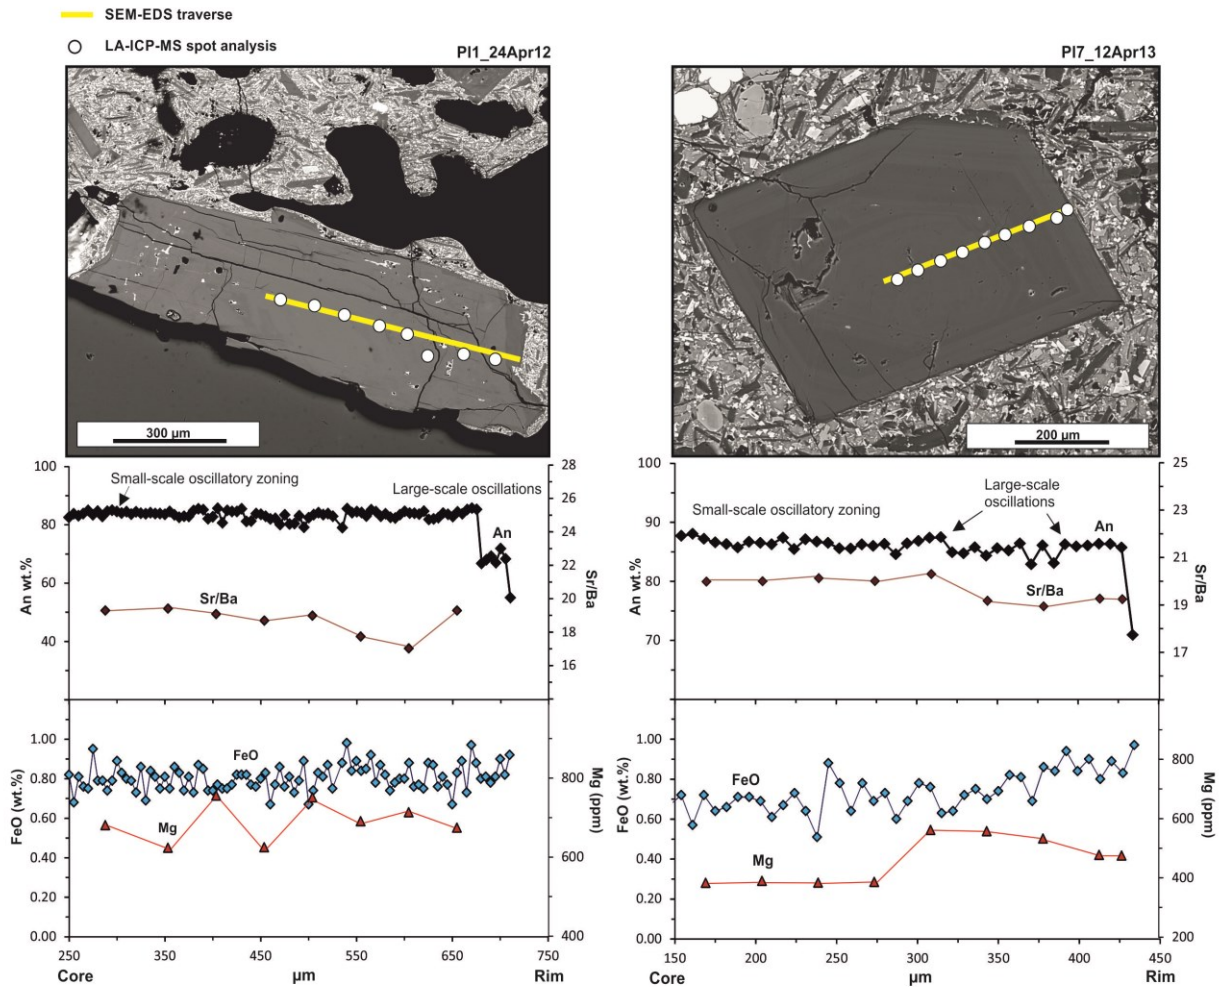 SEM-EDS traverse
LA-ICP-MS spot analysis
PI1_24Apr12
PI7_12Apr13
300 µm
200 µm
100
80
60
40
An wt.%
Small-scale oscillatory zoning
Large-scale oscillations
An
Sr/Ba
28
26
24
22
20
18
16
Sr/Ba
1.00
0.80
0.60
0.40
0.20
0.00
FeO (wt.%)
FeO
Mg
800
600
400
Mg (ppm)
250
350
450
550
650
750
Core
µm
Rim
100
90
80
70
An wt.%
Small-scale oscillatory zoning
Large-scale
oscillations
An
Sr/Ba
25
23
21
19
17
Sr/Ba
1.00
0.80
0.60
0.40
0.20
0.00
FeO (wt.%)
FeO
Mg
800
600
400
200
Mg (ppm)
150
200
250
300
350
400
450
Core
µm
Rim